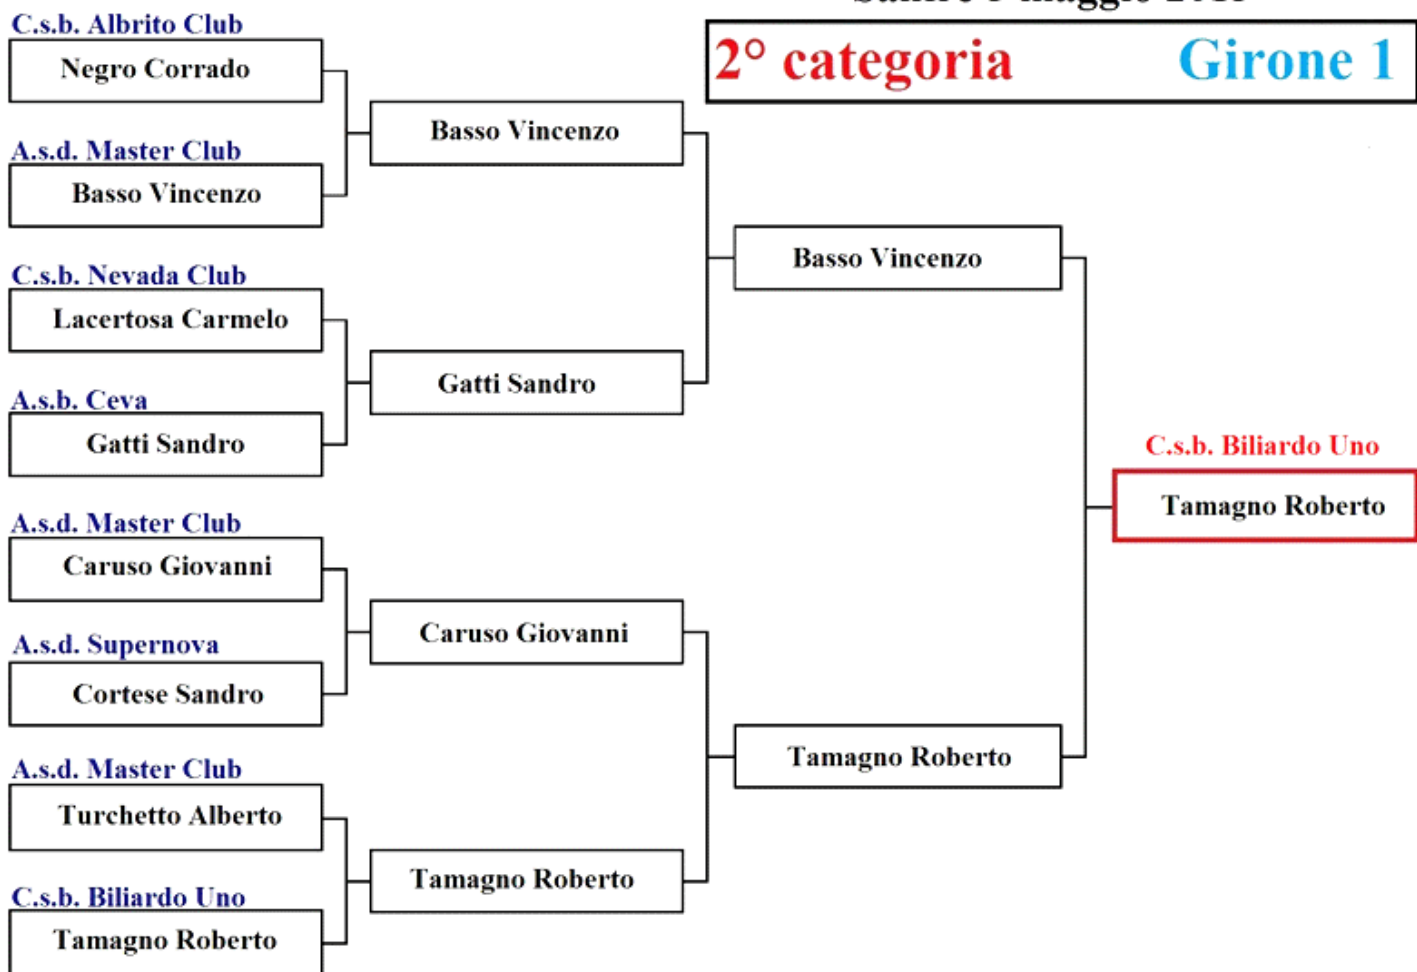 2° categoria Girone 1
C.s.b. Albrito Club
Negro Corrado
A.s.d. Master Club
Basso Vincenzo
C.s.b. Nevada Club
Lacertosa Carmelo
A.s.b. Ceva
Gatti Sandro
A.s.d. Master Club
Caruso Giovanni
A.s.d. Supernova
Cortese Sandro
A.s.d. Master Club
Turchetto Alberto
C.s.b. Biliardo Uno
Tamagno Roberto
Basso Vincenzo
Gatti Sandro
Caruso Giovanni
Tamagno Roberto
Basso Vincenzo
Tamagno Roberto
C.s.b. Biliardo Uno
Tamagno Roberto